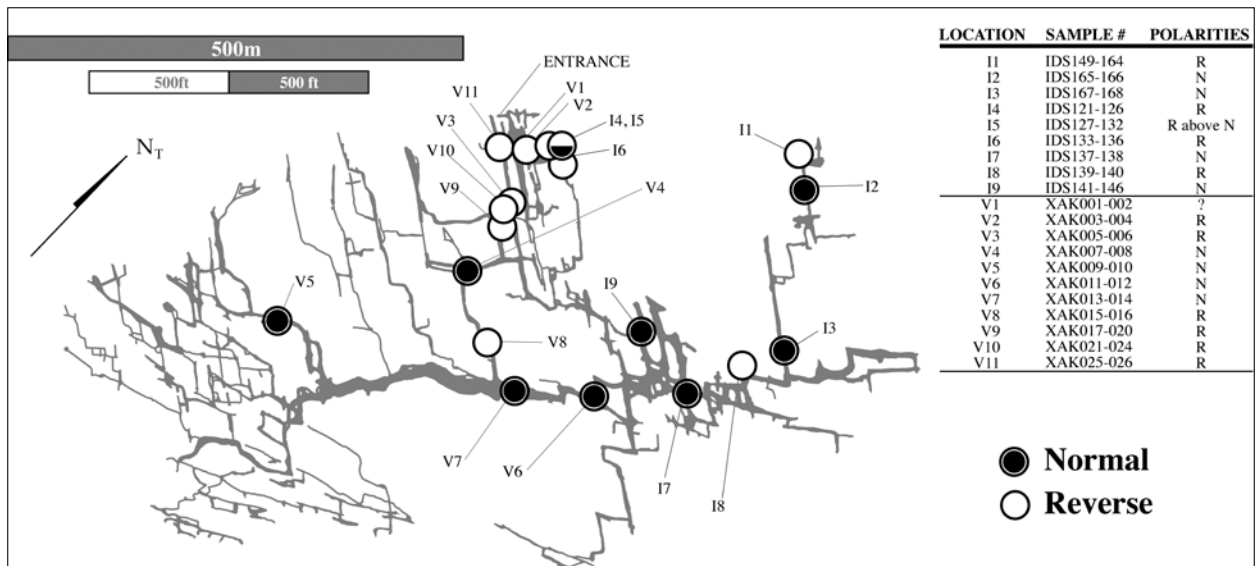 500m
500ft
500 ft
N_T
ENTRANCE
V11
V1
V2
V3
I4, I5
V10
I6
V9
V4
I1
I2
V5
I9
V8
I3
V7
V6
I7
I8
LOCATION SAMPLE # POLARITIES
I1 IDS149-164 R
I2 IDS165-166 N
I3 IDS167-168 N
I4 IDS121-126 R
I5 IDS127-132 R above N
I6 IDS133-136 R
I7 IDS137-138 N
I8 IDS139-140 R
I9 IDS141-146 N
V1 XAK001-002 ?
V2 XAK003-004 R
V3 XAK005-006 R
V4 XAK007-008 N
V5 XAK009-010 N
V6 XAK011-012 N
V7 XAK013-014 N
V8 XAK015-016 R
V9 XAK017-020 R
V10 XAK021-024 R
V11 XAK025-026 R
Normal
Reverse